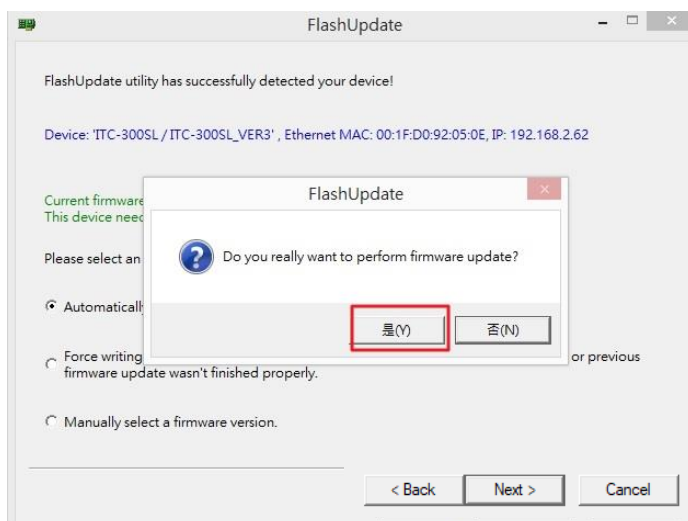 FlashUpdate
FlashUpdate utility has successfully detected your device!
Device: 'ITC-300SL / ITC-300SL_VER3' , Ethernet MAC: 00:1F:D0:92:05:0E, IP: 192.168.2.62
Current firmware
This device need
Please select an
Automatically
Force writing
or previous
firmware update wasn't finished properly.
Manually select a firmware version.
FlashUpdate
Do you really want to perform firmware update?
是(Y)
否(N)
< Back
Next >
Cancel